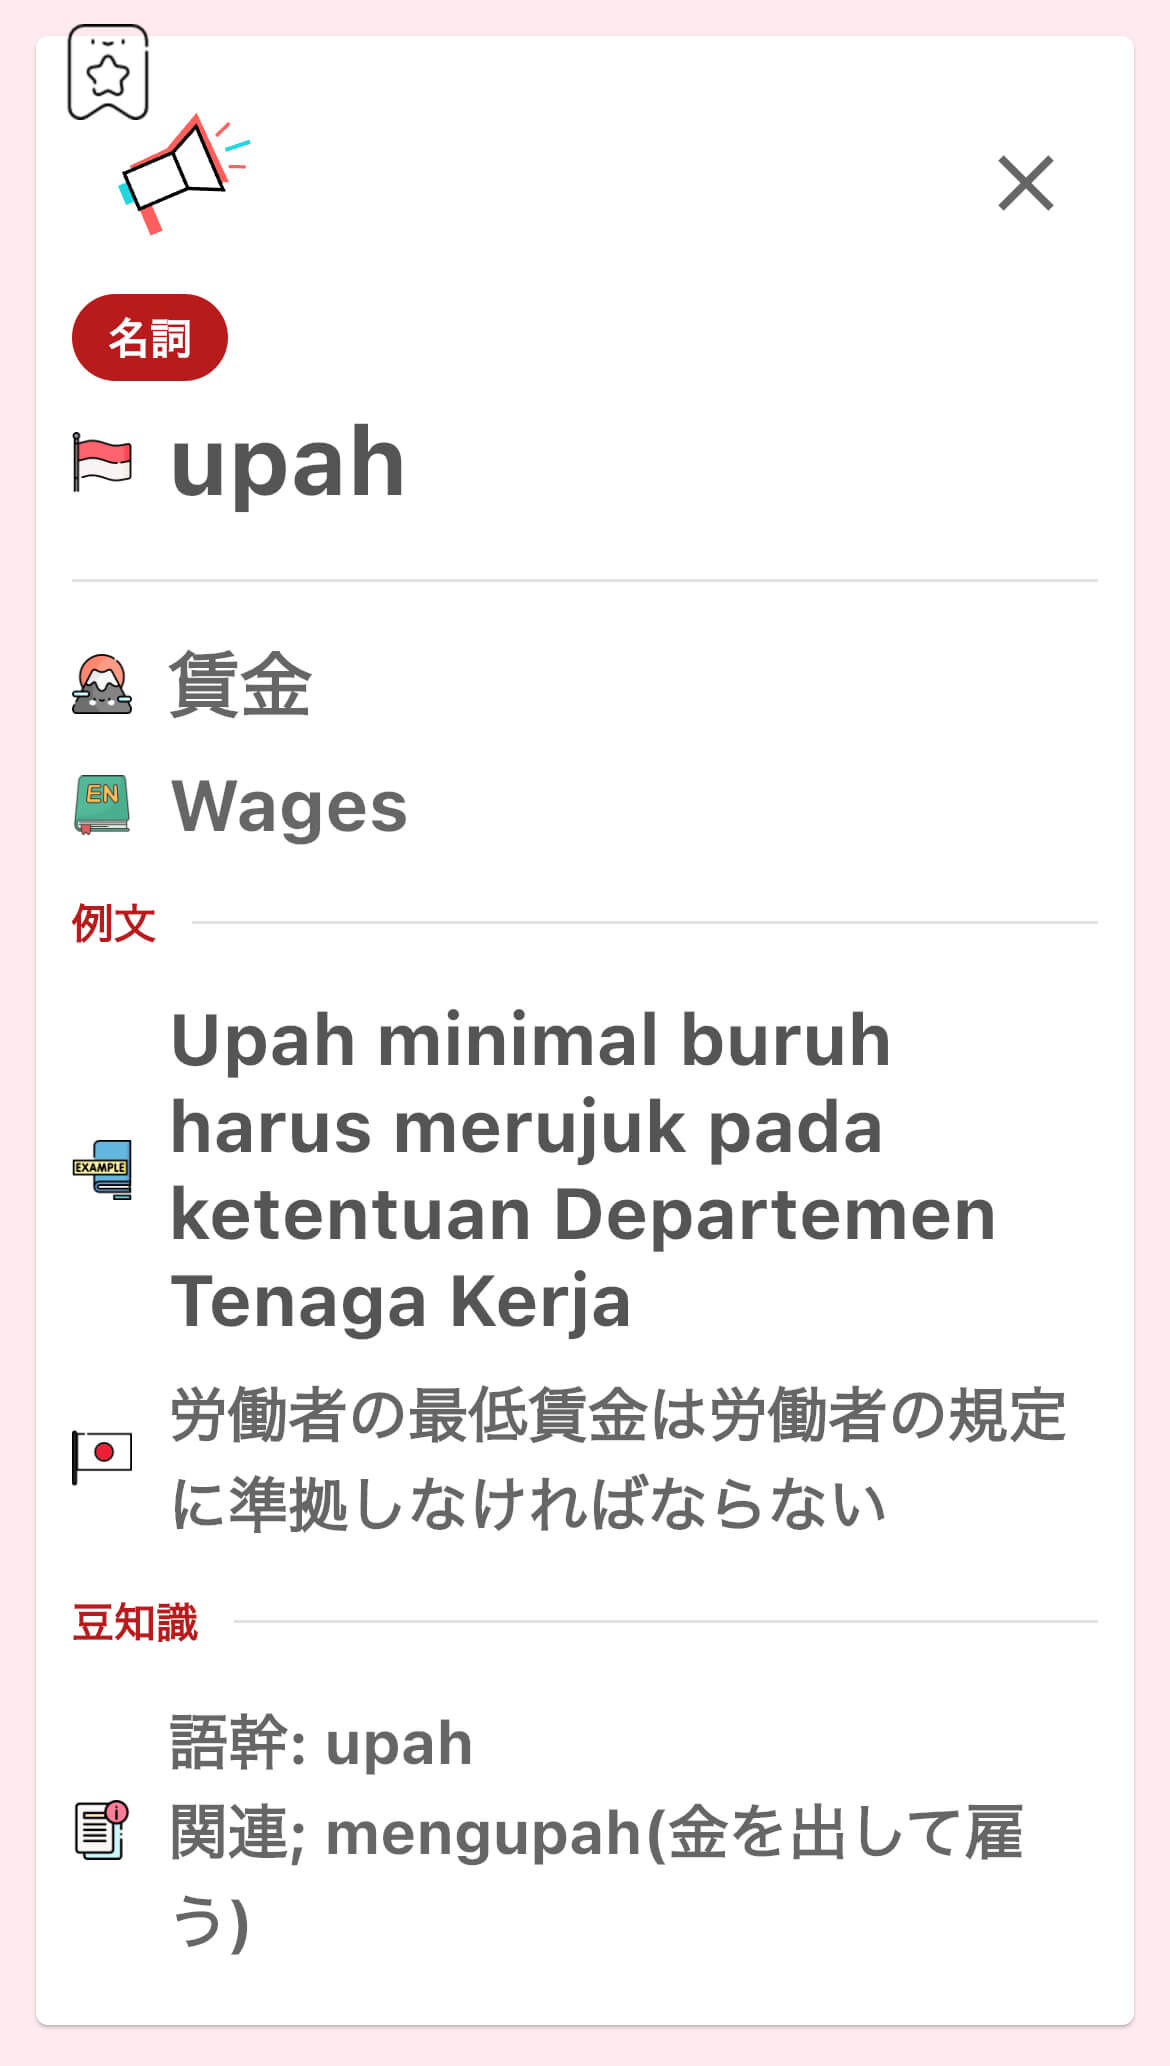 名詞
upah
賃金
EN
Wages
例文
Upah minimal buruh
harus merujuk pada
ketentuan Departemen
Tenaga Kerja
EXAMPLE
労働者の最低賃金は労働者の規定
に準拠しなければならない
豆知識
語幹: upah
関連; mengupah(金を出して雇
う)